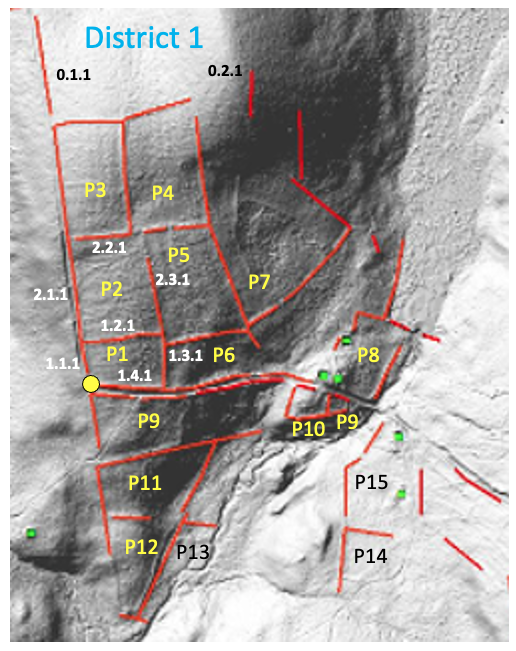 District 1
0.1.1
0.2.1
P3
P4
2.2.1
P5
2.3.1
P2
P7
2.1.1
1.2.1
1.1.1
P1
1.3.1
P6
P8
1.4.1
P9
P10
P9
P11
P15
P12
P13
P14